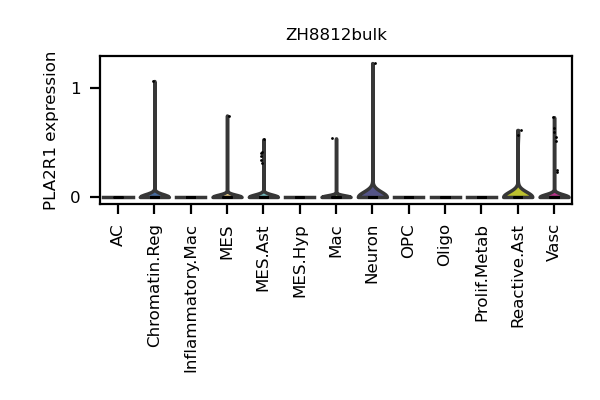 ZH8812bulk
PLA2R1 expression
1
0
AC
Chromatin.Reg
Inflammatory.Mac
MES
MES.Ast
MES.Hyp
Mac
Neuron
OPC
Oligo
Prolif.Metab
Reactive.Ast
Vasc